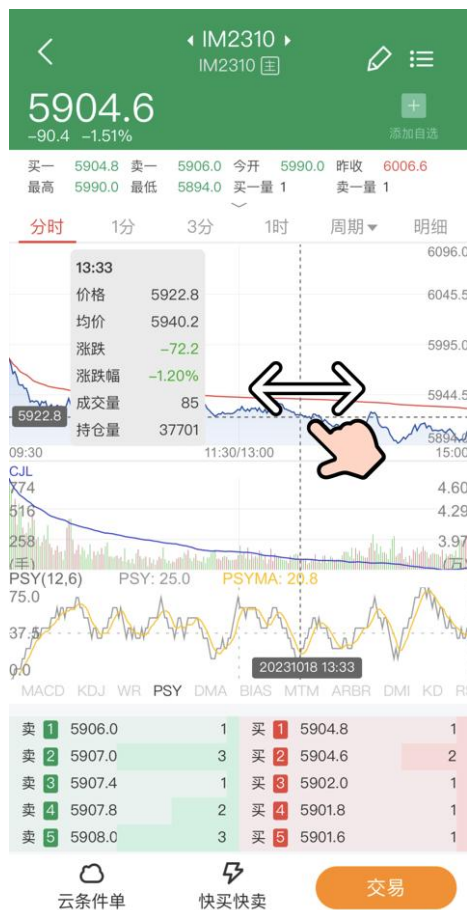 IM2310
IM2310 主
5904.6
-90.4 -1.51%
添加自选
买一 5904.8 卖一 5906.0 今开 5990.0 昨收 6006.6
最高 5990.0 最低 5894.0 买一量 1 卖一量 1
分时 1分 3分 1时 周期 明细
6096.0
13:33
价格 5922.8
6045.5
均价 5940.2
涨跌 -72.2
5995.0
涨跌幅 -1.20%
成交量 85
5944.5
5922.8
持仓量 37701
5894.0
09:30 11:30/13:00 15:00
CJL
774 4.60
516 4.29
258 3.97
(手) (万)
PSY(12,6) PSY: 25.0 PSYMA: 20.8
75.0
37.5
0.0
20231018 13:33
MACD KDJ WR PSY DMA BIAS MTM ARBR DMI KD
卖 1 5906.0 1 买 1 5904.8 1
卖 2 5907.0 3 买 2 5904.6 2
卖 3 5907.4 1 买 3 5902.0 1
卖 4 5907.8 2 买 4 5901.8 1
卖 5 5908.0 3 买 5 5901.6 1
云条件单 快买快卖 交易